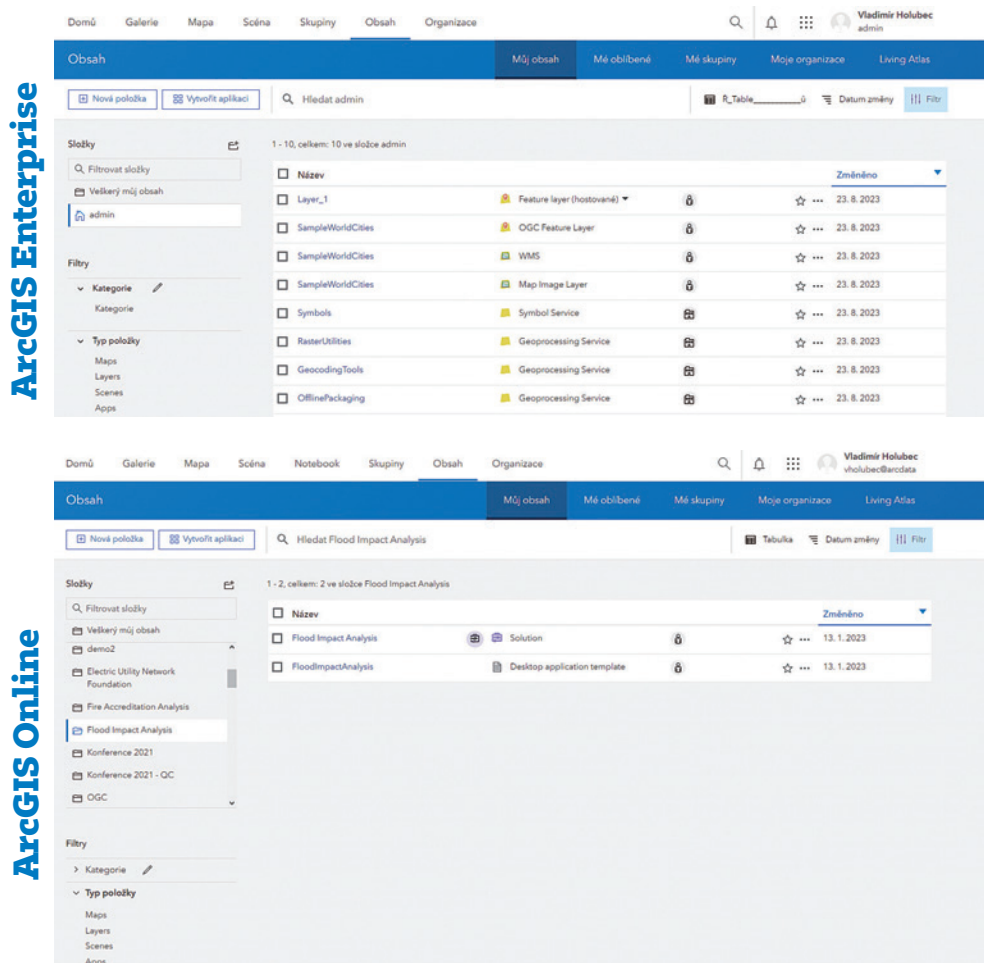 ArcGIS Enterprise
Domů Galerie Mapa Scéna Skupiny Obsah Organizace Vladimír Holubec
admin
Obsah Můj obsah Mé oblíbené Mé skupiny Moje organizace Living Atlas
Nová položka Vytvořit aplikaci Hledat admin R_Table__________ů Datum změny Filtr
Složky 1 - 10, celkem: 10 ve složce admin
Filtrovat složky Název Změněno
Veškerý můj obsah Layer_1 Feature layer (hostované) 23. 8. 2023
admin
SampleWorldCities OGC Feature Layer 23. 8. 2023
Filtry SampleWorldCities WMS 23. 8. 2023
Kategorie SampleWorldCities Map Image Layer 23. 8. 2023
Kategorie Symbols Symbol Service 23. 8. 2023
Typ položky RasterUtilities Geoprocessing Service 23. 8. 2023
Maps
Layers GeocodingTools Geoprocessing Service 23. 8. 2023
Scenes
Apps OfflinePackaging Geoprocessing Service 23. 8. 2023
ArcGIS Online
Domů Galerie Mapa Scéna Notebook Skupiny Obsah Organizace Vladimír Holubec
vholubec@arcdata
Obsah Můj obsah Mé oblíbené Mé skupiny Moje organizace Living Atlas
Nová položka Vytvořit aplikaci Hledat Flood Impact Analysis Tabulka Datum změny Filtr
Složky 1 - 2, celkem: 2 ve složce Flood Impact Analysis
Filtrovat složky Název Změněno
Veškerý můj obsah Flood Impact Analysis Solution 13. 1. 2023
demo2
Electric Utility Network FloodImpactAnalysis Desktop application template 13. 1. 2023
Foundation
Fire Accreditation Analysis
Flood Impact Analysis
Konference 2021
Konference 2021 - QC
OGC
Filtry
Kategorie
Typ položky
Maps
Layers
Scenes
Apps